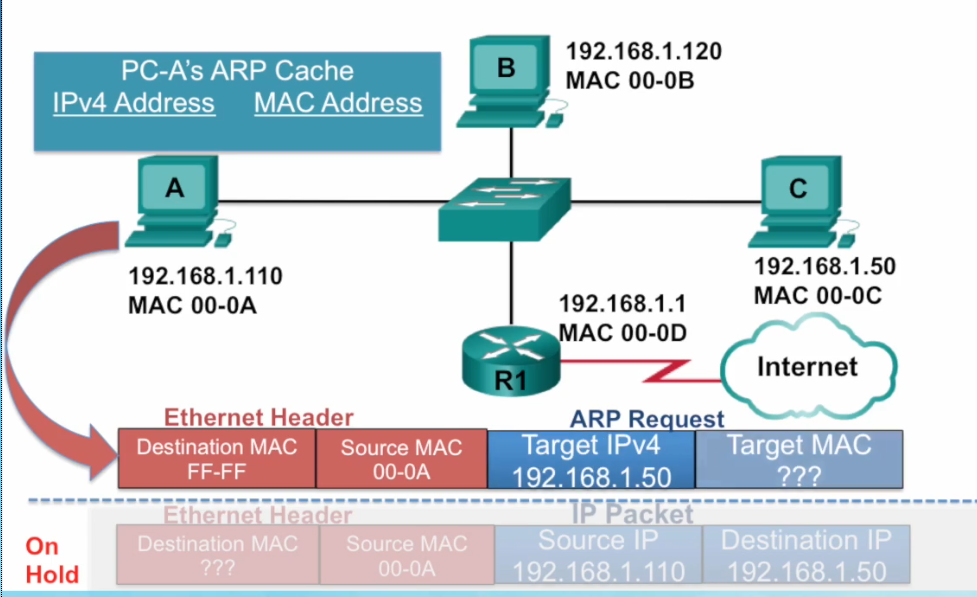 PC-A's ARP Cache
IPv4 Address MAC Address
B
192.168.1.120
MAC 00-0B
A
192.168.1.110
MAC 00-0A
C
192.168.1.50
MAC 00-0C
192.168.1.1
MAC 00-0D
R1
Internet
Ethernet Header
ARP Request
Destination MAC
FF-FF
Source MAC
00-0A
Target IPv4
192.168.1.50
Target MAC
???
On
Hold
Ethernet Header
IP Packet
Destination MAC
???
Source MAC
00-0A
Source IP
192.168.1.110
Destination IP
192.168.1.50